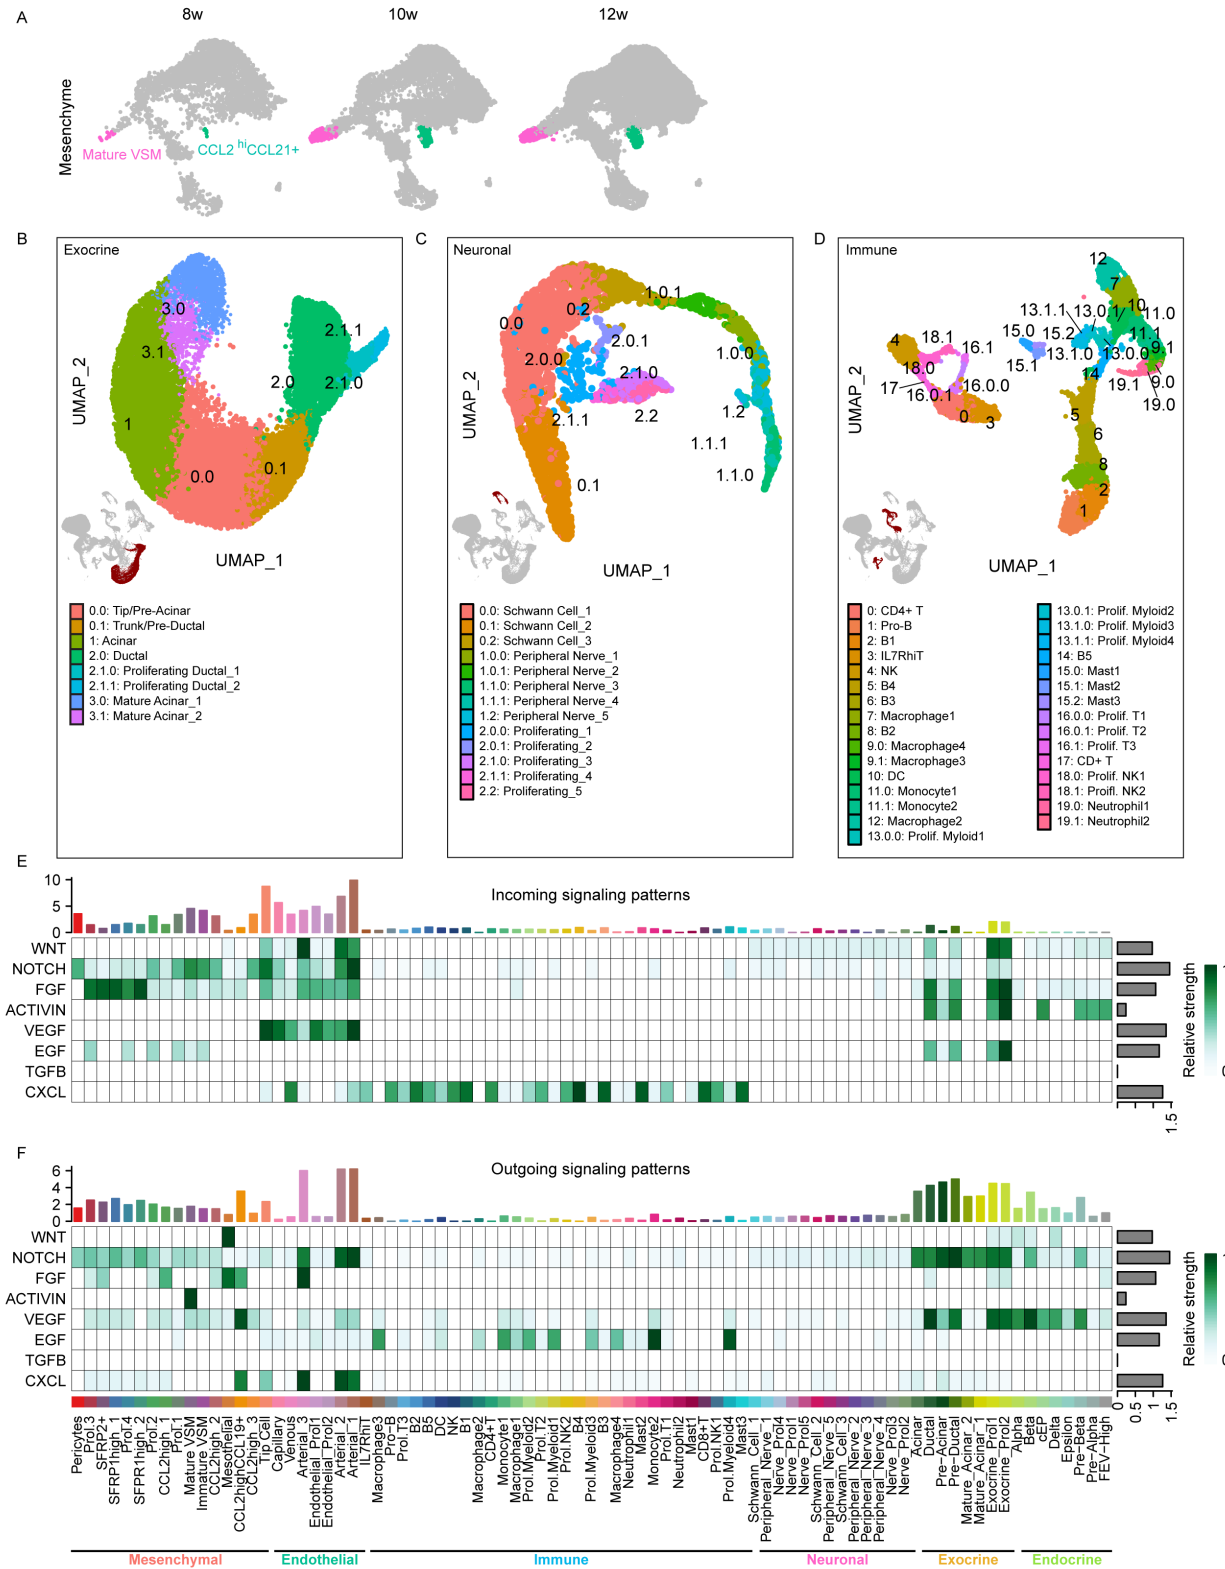 A
8w
10w
12w
Mesenchyme
Mature VSM
CCL2 hiCCL21+
B
Exocrine
3.0
3.1
1
0.0
0.1
2.0
2.1.1
2.1.0
UMAP_2
UMAP_1
0.0: Tip/Pre-Acinar
0.1: Trunk/Pre-Ductal
1: Acinar
2.0: Ductal
2.1.0: Proliferating Ductal_1
2.1.1: Proliferating Ductal_2
3.0: Mature Acinar_1
3.1: Mature Acinar_2
C
Neuronal
0.0
0.2
1.0.1
2.0.1
2.0.0
1.0.0
2.1.0
2.2
1.2
2.1.1
1.1.1
1.1.0
0.1
UMAP_2
UMAP_1
0.0: Schwann Cell_1
0.1: Schwann Cell_2
0.2: Schwann Cell_3
1.0.0: Peripheral Nerve_1
1.0.1: Peripheral Nerve_2
1.1.0: Peripheral Nerve_3
1.1.1: Peripheral Nerve_4
1.2: Peripheral Nerve_5
2.0.0: Proliferating_1
2.0.1: Proliferating_2
2.1.0: Proliferating_3
2.1.1: Proliferating_4
2.2: Proliferating_5
D
Immune
12
7
13.1.1
13.0.1
10
11.0
15.0
15.2
11.1
4
18.1
16.1
15.1
13.1.0
13.0.0
9.1
18.0
14
19.1
9.0
17
16.0.1
16.0.0
19.0
0
3
5
6
8
2
1
UMAP_2
UMAP_1
0: CD4+ T
1: Pro-B
2: B1
3: IL7RhiT
4: NK
5: B4
6: B3
7: Macrophage1
8: B2
9.0: Macrophage4
9.1: Macrophage3
10: DC
11.0: Monocyte1
11.1: Monocyte2
12: Macrophage2
13.0.0: Prolif. Myloid1
13.0.1: Prolif. Myloid2
13.1.0: Prolif. Myloid3
13.1.1: Prolif. Myloid4
14: B5
15.0: Mast1
15.1: Mast2
15.2: Mast3
16.0.0: Prolif. T1
16.0.1: Prolif. T2
16.1: Prolif. T3
17: CD+ T
18.0: Prolif. NK1
18.1: Proifl. NK2
19.0: Neutrophil1
19.1: Neutrophil2
E
Incoming signaling patterns
10
5
0
WNT
NOTCH
FGF
ACTIVIN
VEGF
EGF
TGFB
CXCL
1.5
Relative strength
F
Outgoing signaling patterns
6
4
2
0
WNT
NOTCH
FGF
ACTIVIN
VEGF
EGF
TGFB
CXCL
0
0.5
1
1.5
Relative strength
Pericytes
Prol.3
SFRP2+
SFRP1high_1
Prol.4
SFPR1high_2
Prol.2
CCL2high_1
Prol.1
Mature VSM
Immature VSM
CCL2high_2
Mesothelial
CCL2highCCL19+
CCL2high_3
Tip Cell
Capillary
Venous
Arterial_3
Endothelial_Prol1
Endothelial_Prol2
Arterial_2
Arterial_1
IL7RhiT
Macrophage3
Pro-B
Prol.T3
B2
B5
DC
NK
B1
Macrophage2
CD4+T
Monocyte1
Macrophage1
Prol.Myeloid2
Prol.T2
Prol.Myeloid1
Prol.NK2
B4
Prol.Myeloid3
B3
Macrophage4
Neutrophil1
Mast2
Monocyte2
Prol.T1
Neutrophil2
Mast1
CD8+T
Prol.NK1
Prol.Myeloid4
Mast3
Schwann_Cell_1
Peripheral_Nerve_1
Nerve_Prol4
Nerve_Prol1
Nerve_Prol5
Schwann_Cell_2
Peripheral_Nerve_5
Schwann_Cell_3
Peripheral_Nerve_2
Peripheral_Nerve_3
Peripheral_Nerve_4
Nerve_Prol3
Nerve_Prol2
Acinar
Ductal
Pre-Acinar
Pre-Ductal
Mature_Acinar_2
Mature_Acinar_1
Exocrine_Prol1
Exocrine_Prol2
Alpha
Beta
cEP
Delta
Epsilon
Pre-Beta
Pre-Alpha
FEV-High
Mesenchymal
Endothelial
Immune
Neuronal
Exocrine
Endocrine